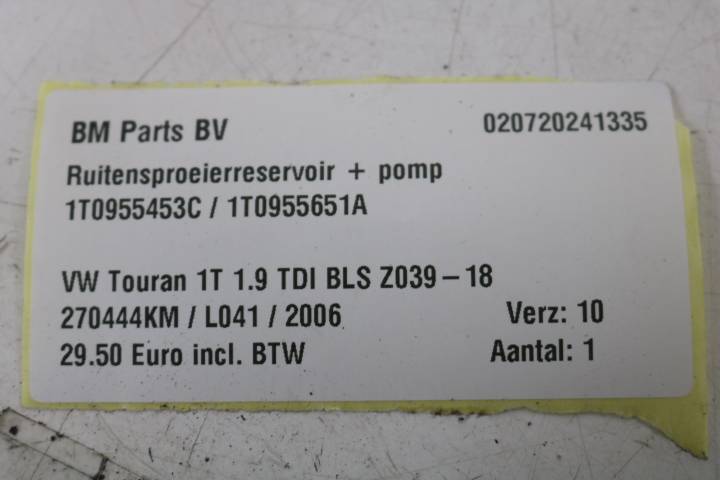 BM Parts BV 020720241335
Ruitensproeierreservoir + pomp
1T0955453C / 1T0955651A
VW Touran 1T 1.9 TDI BLS Z039-18
270444KM / L041 / 2006 Verz: 10
29.50 Euro incl. BTW Aantal: 1